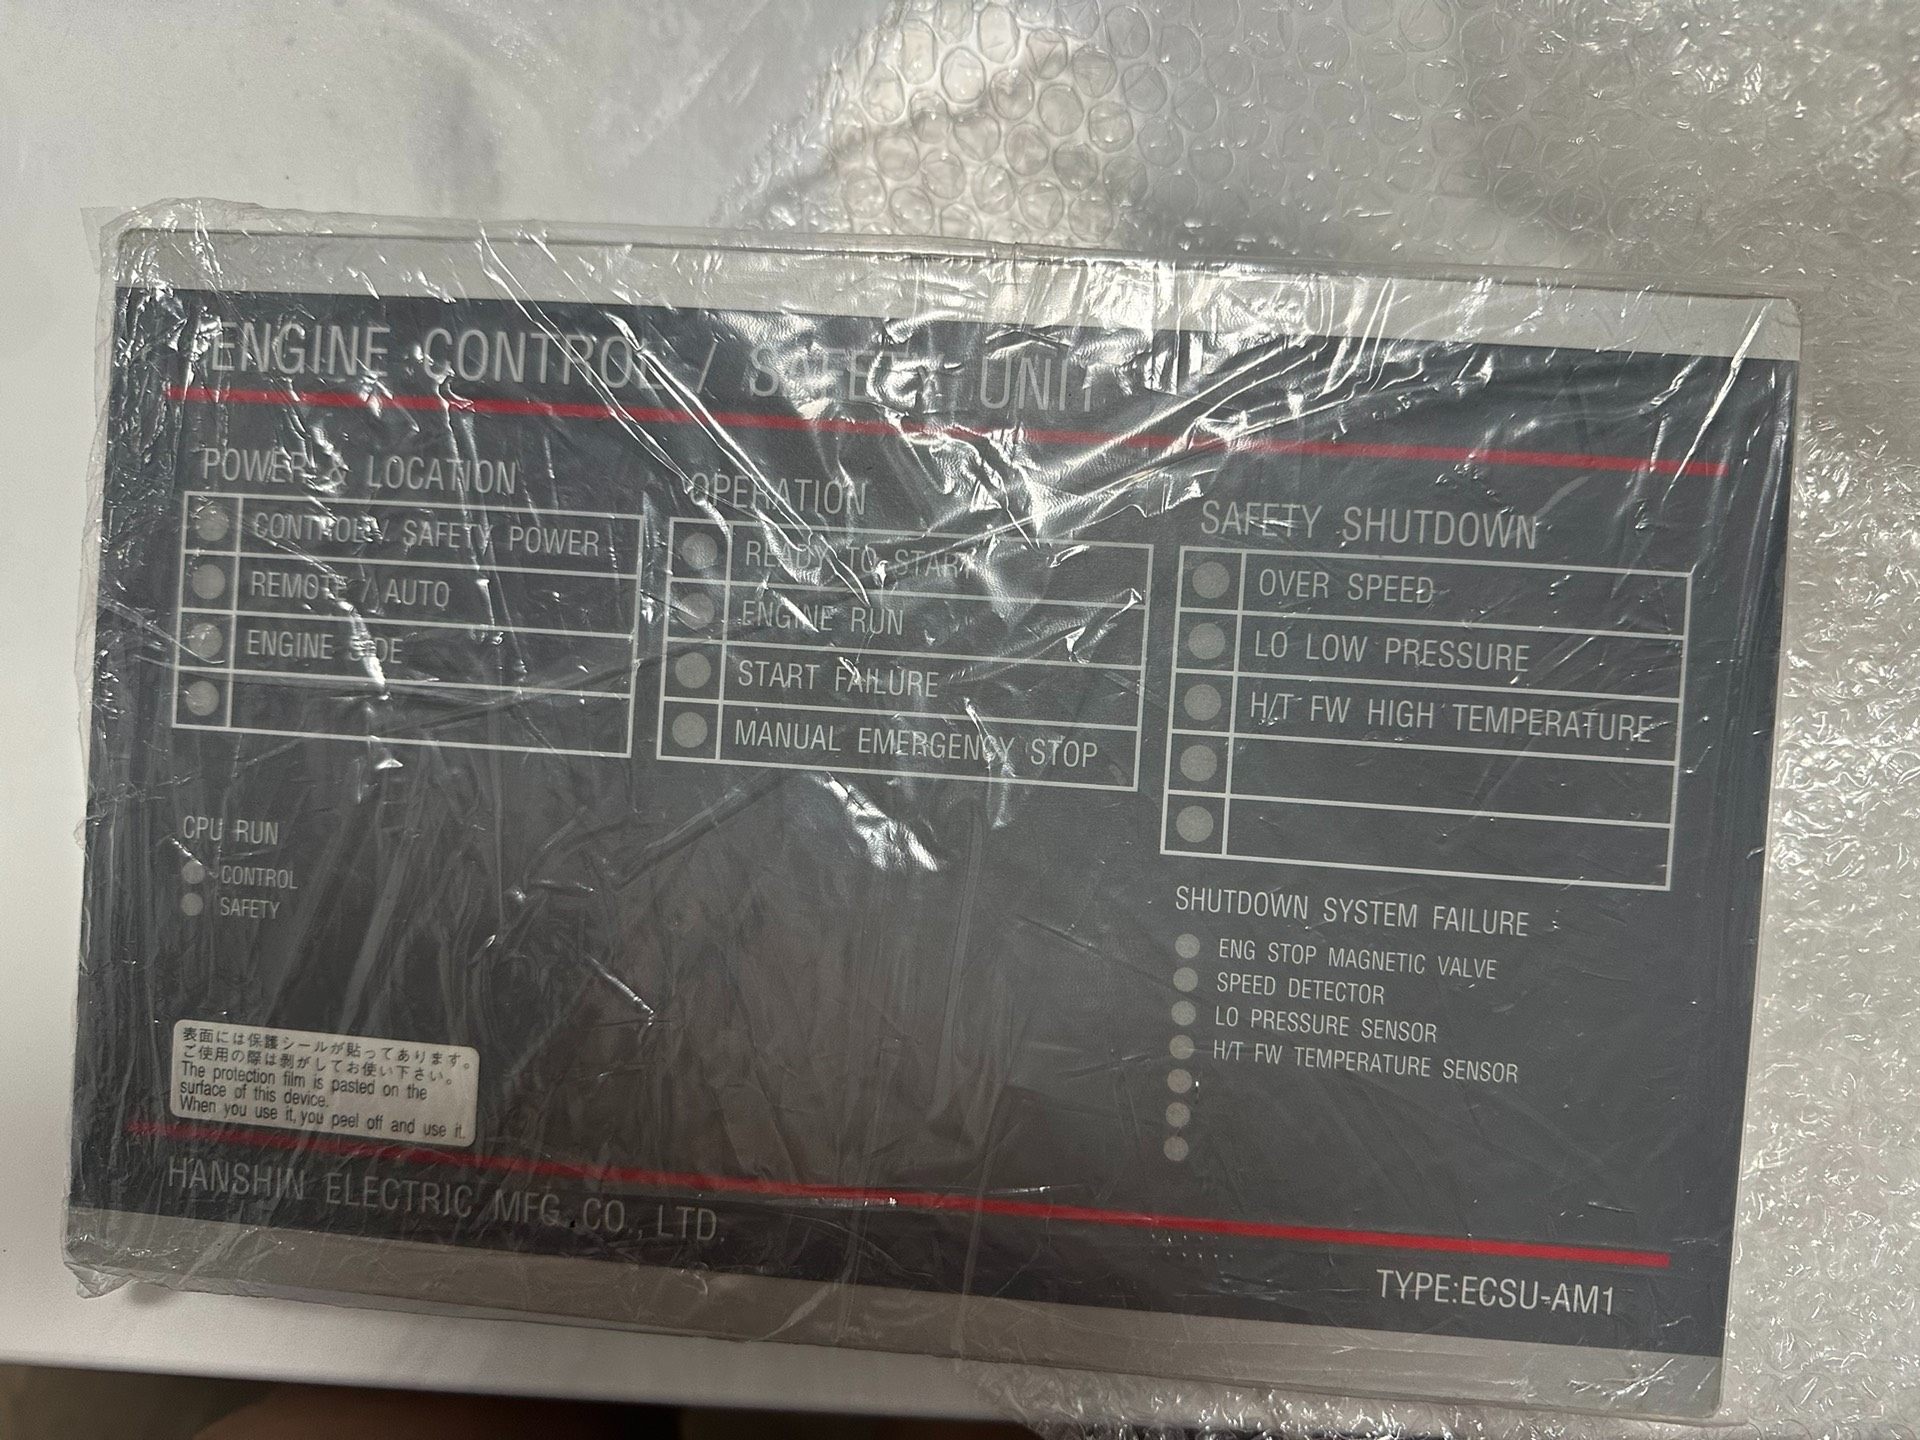 ENGINE CONTROL / SAFETY UNIT
POWER & LOCATION
CONTROL / SAFETY POWER
REMOTE / AUTO
ENGINE SIDE
OPERATION
READY TO START
ENGINE RUN
START FAILURE
MANUAL EMERGENCY STOP
SAFETY SHUTDOWN
OVER SPEED
LO LOW PRESSURE
H/T FW HIGH TEMPERATURE
CPU RUN
CONTROL
SAFETY
SHUTDOWN SYSTEM FAILURE
ENG STOP MAGNETIC VALVE
SPEED DETECTOR
LO PRESSURE SENSOR
H/T FW TEMPERATURE SENSOR
表面には保護シールが貼ってあります。
ご使用の際は剥がしてお使い下さい。
The protection film is pasted on the
surface of this device.
When you use it, you peel off and use it.
HANSHIN ELECTRIC MFG. CO., LTD.
TYPE:ECSU-AM1